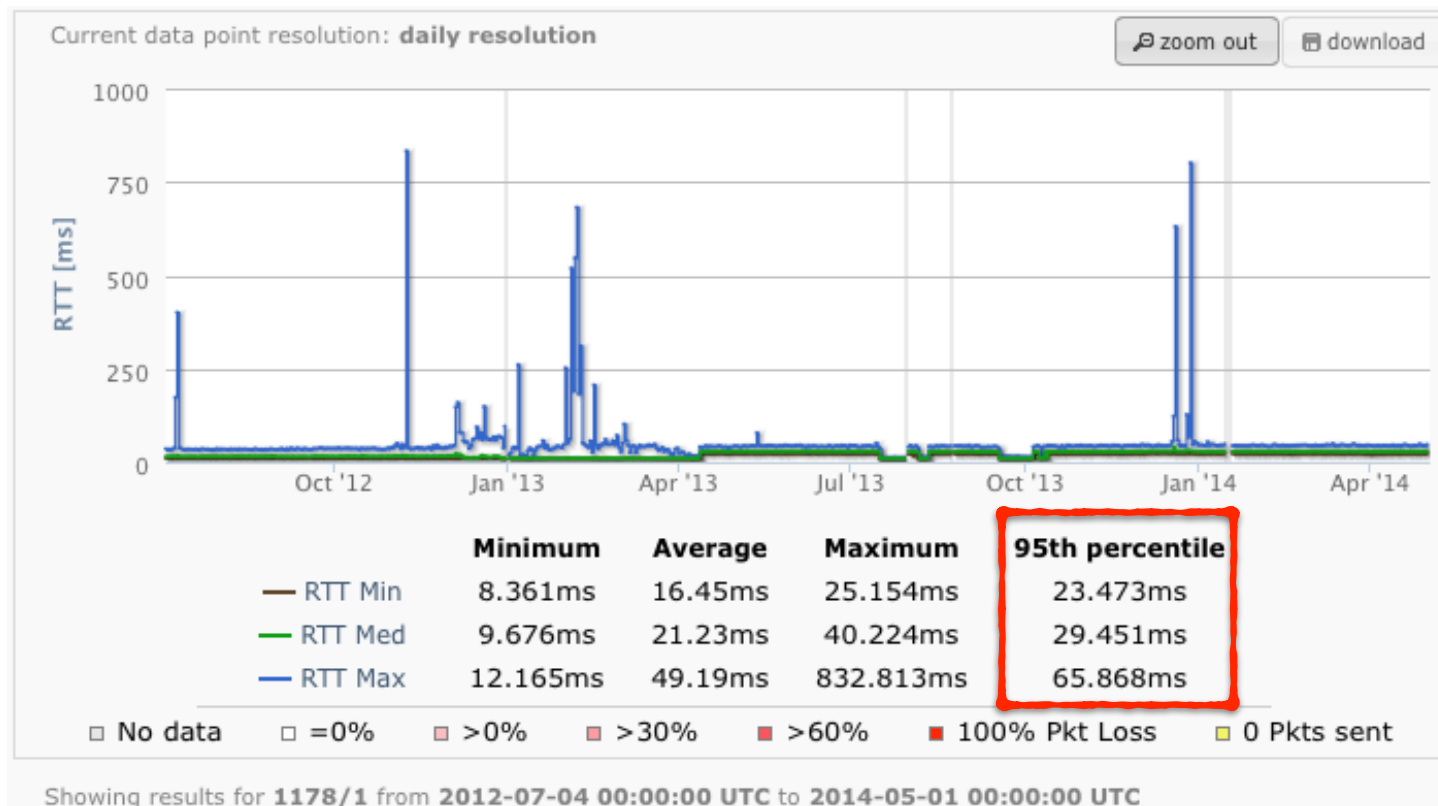 Current data point resolution: daily resolution
zoom out
download
1000
750
500
250
0
RTT [ms]
Oct '12 Jan '13 Apr '13 Jul '13 Oct '13 Jan '14 Apr '14
Minimum Average Maximum 95th percentile
RTT Min 8.361ms 16.45ms 25.154ms 23.473ms
RTT Med 9.676ms 21.23ms 40.224ms 29.451ms
RTT Max 12.165ms 49.19ms 832.813ms 65.868ms
No data =0% >0% >30% >60% 100% Pkt Loss 0 Pkts sent
Showing results for 1178/1 from 2012-07-04 00:00:00 UTC to 2014-05-01 00:00:00 UTC